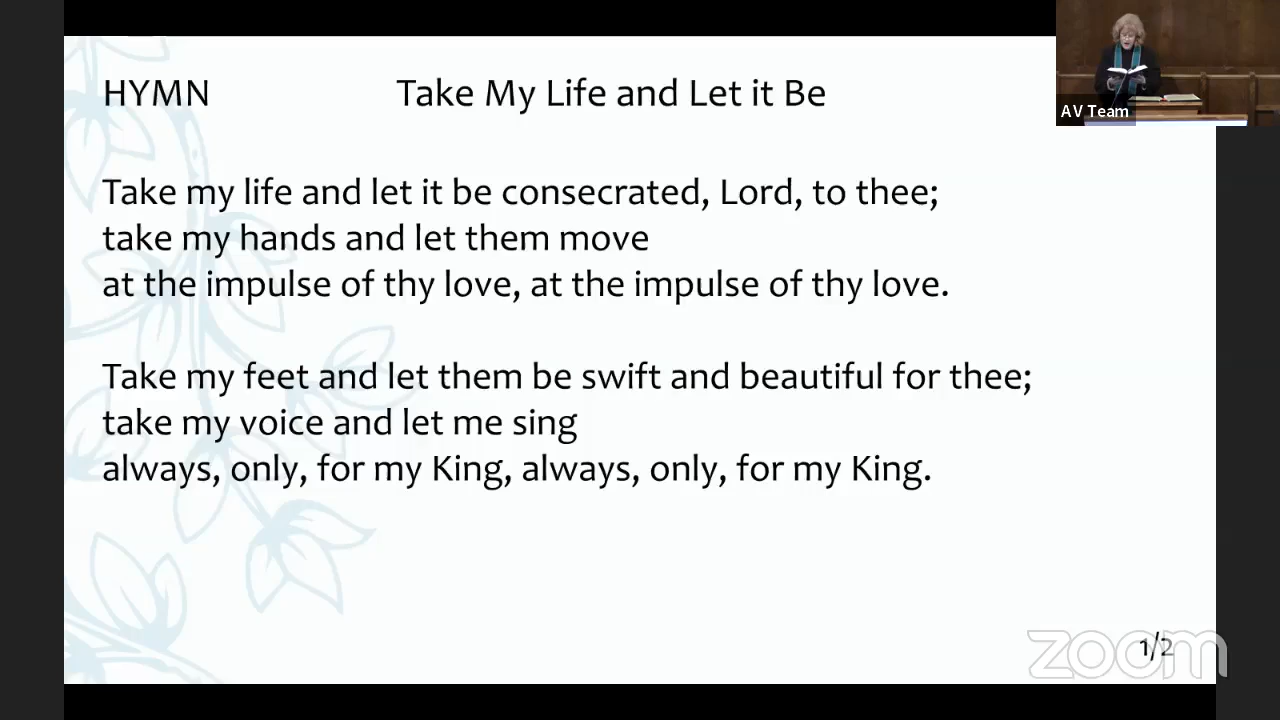 HYMN Take My Life and Let it Be
AV Team
Take my life and let it be consecrated, Lord, to thee;
take my hands and let them move
at the impulse of thy love, at the impulse of thy love.
Take my feet and let them be swift and beautiful for thee;
take my voice and let me sing
always, only, for my King, always, only, for my King.
1/2
zoom